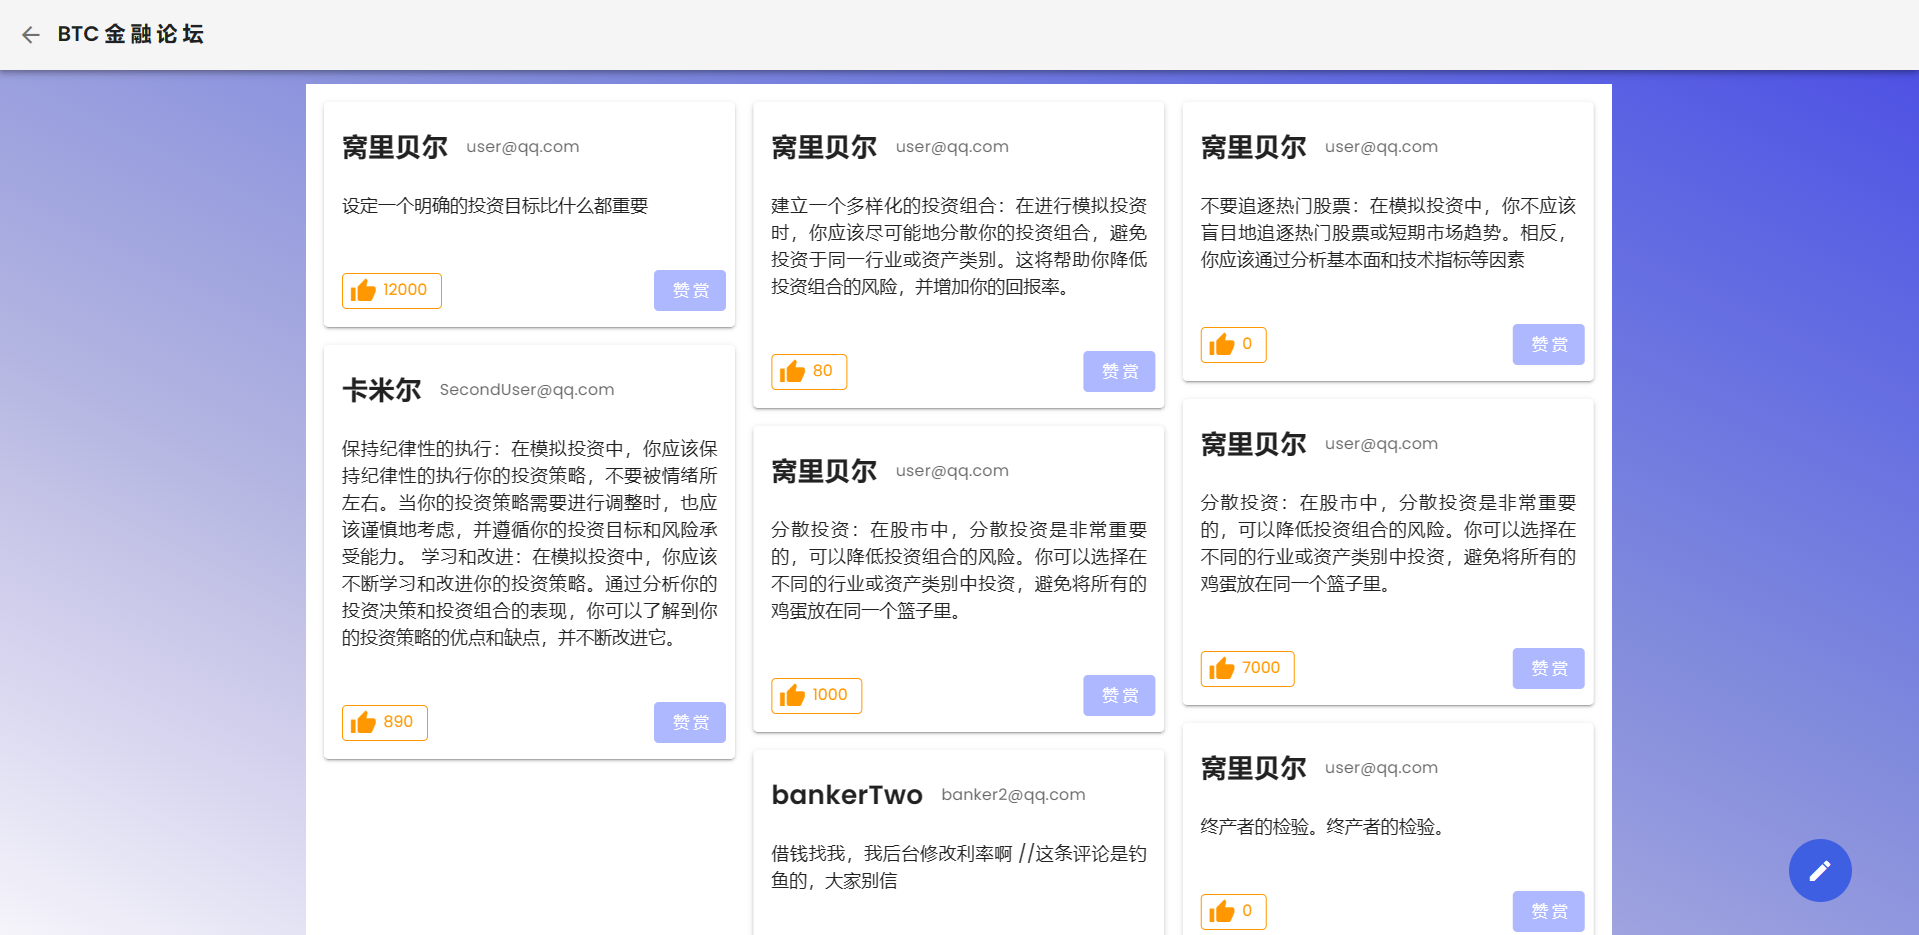 BTC金融论坛
窝里贝尔 user@qq.com
设定一个明确的投资目标比什么都重要
12000 赞赏
卡米尔 SecondUser@qq.com
保持纪律性的执行：在模拟投资中，你应该保
持纪律性的执行你的投资策略，不要被情绪所
左右。当你的投资策略需要进行调整时，也应
该谨慎地考虑，并遵循你的投资目标和风险承
受能力。 学习和改进：在模拟投资中，你应该
不断学习和改进你的投资策略。通过分析你的
投资决策和投资组合的表现，你可以了解到你
的投资策略的优点和缺点，并不断改进它。
890 赞赏
窝里贝尔 user@qq.com
建立一个多样化的投资组合：在进行模拟投资
时，你应该尽可能地分散你的投资组合，避免
投资于同一行业或资产类别。这将帮助你降低
投资组合的风险，并增加你的回报率。
80 赞赏
窝里贝尔 user@qq.com
分散投资：在股市中，分散投资是非常重要
的，可以降低投资组合的风险。你可以选择在
不同的行业或资产类别中投资，避免将所有的
鸡蛋放在同一个篮子里。
1000 赞赏
bankerTwo banker2@qq.com
借钱找我，我后台修改利率啊 //这条评论是钓
鱼的，大家别信
窝里贝尔 user@qq.com
不要追逐热门股票：在模拟投资中，你不应该
盲目地追逐热门股票或短期市场趋势。相反，
你应该通过分析基本面和技术指标等因素
0 赞赏
窝里贝尔 user@qq.com
分散投资：在股市中，分散投资是非常重要
的，可以降低投资组合的风险。你可以选择在
不同的行业或资产类别中投资，避免将所有的
鸡蛋放在同一个篮子里。
7000 赞赏
窝里贝尔 user@qq.com
终产者的检验。终产者的检验。
0 赞赏